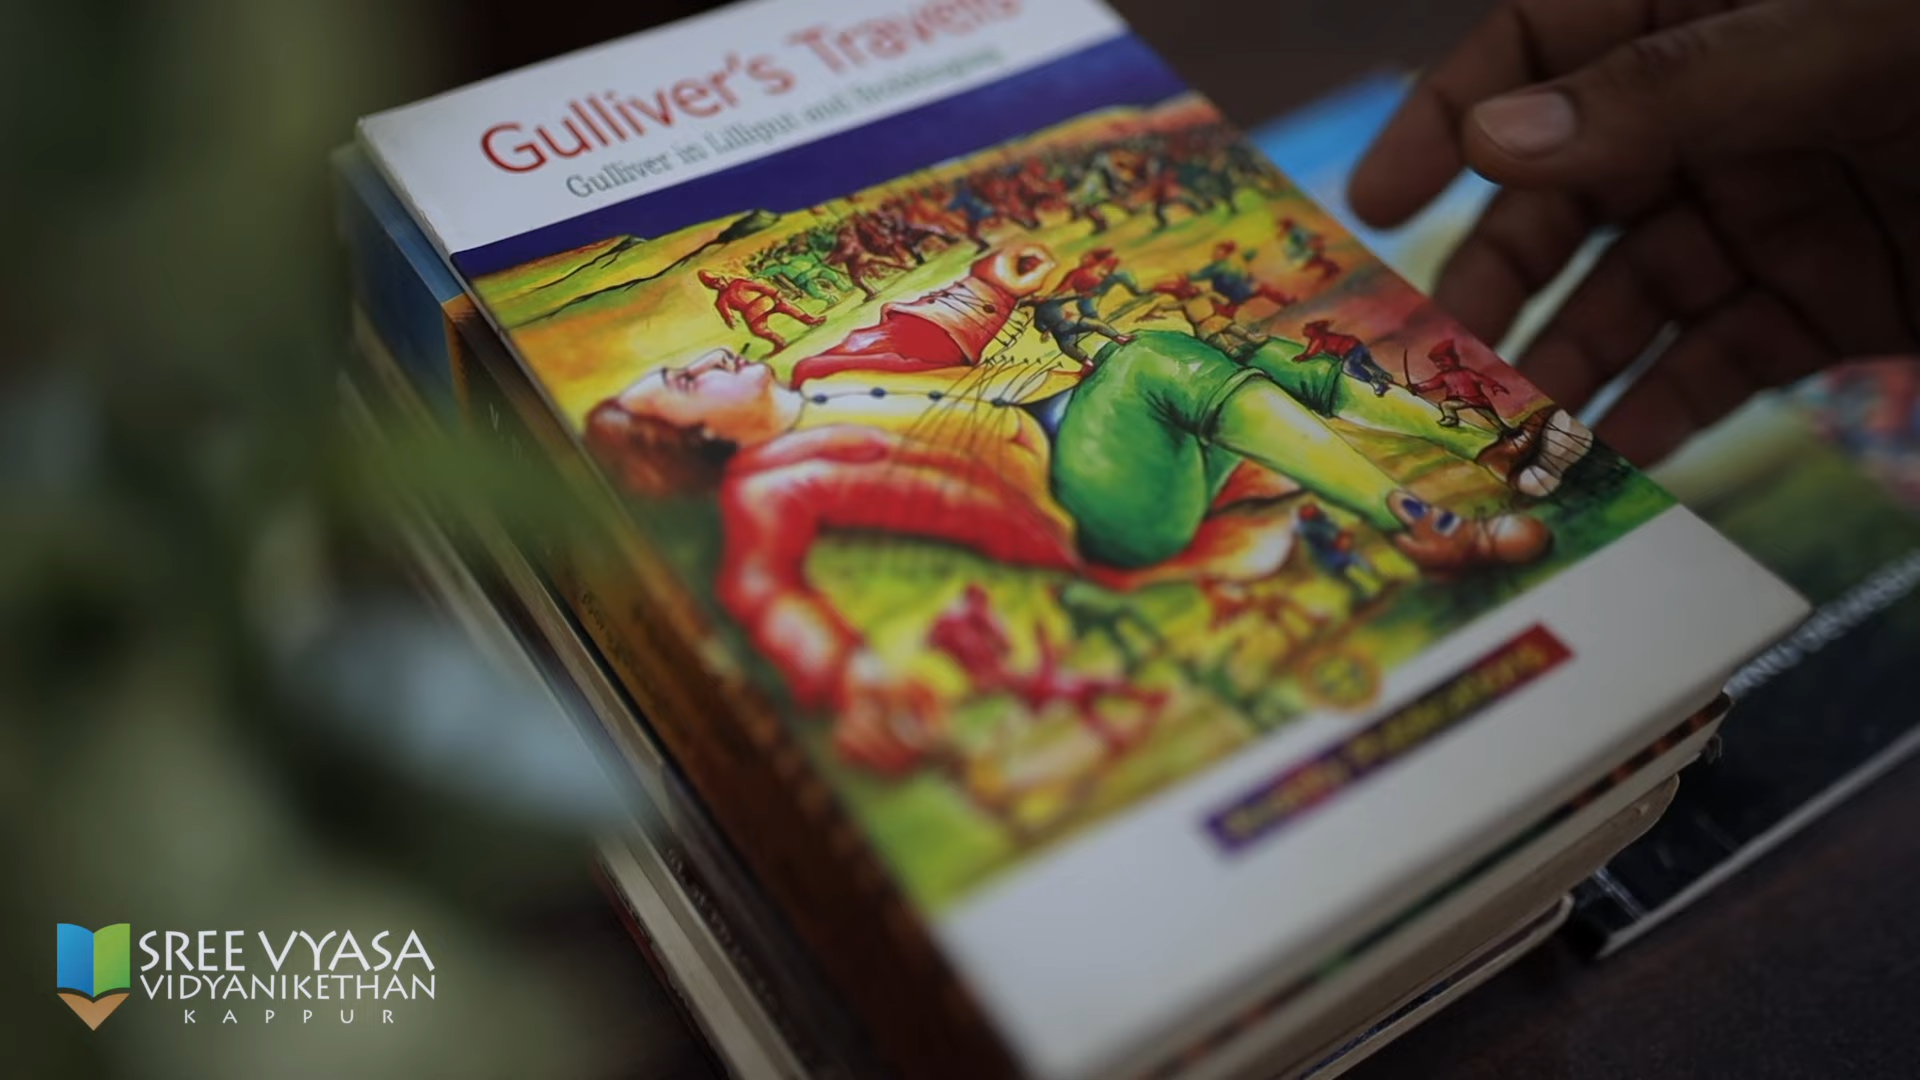 Gulliver's Travels
Gulliver in Lilliput and Brobdingnag
SREE VYASA
VIDYANIKETHAN
KAPPUR